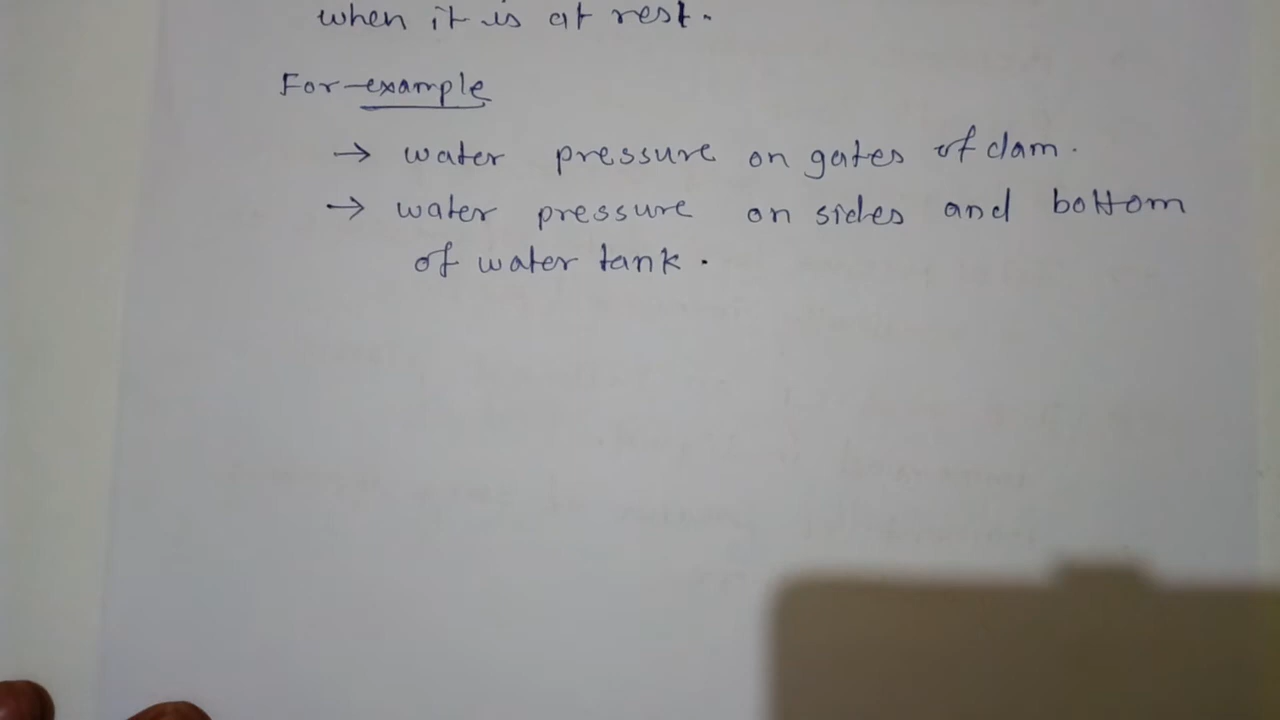 when it is at rest.
For-example
→ water pressure on gates of dam.
→ water pressure on sides and bottom
of water tank.